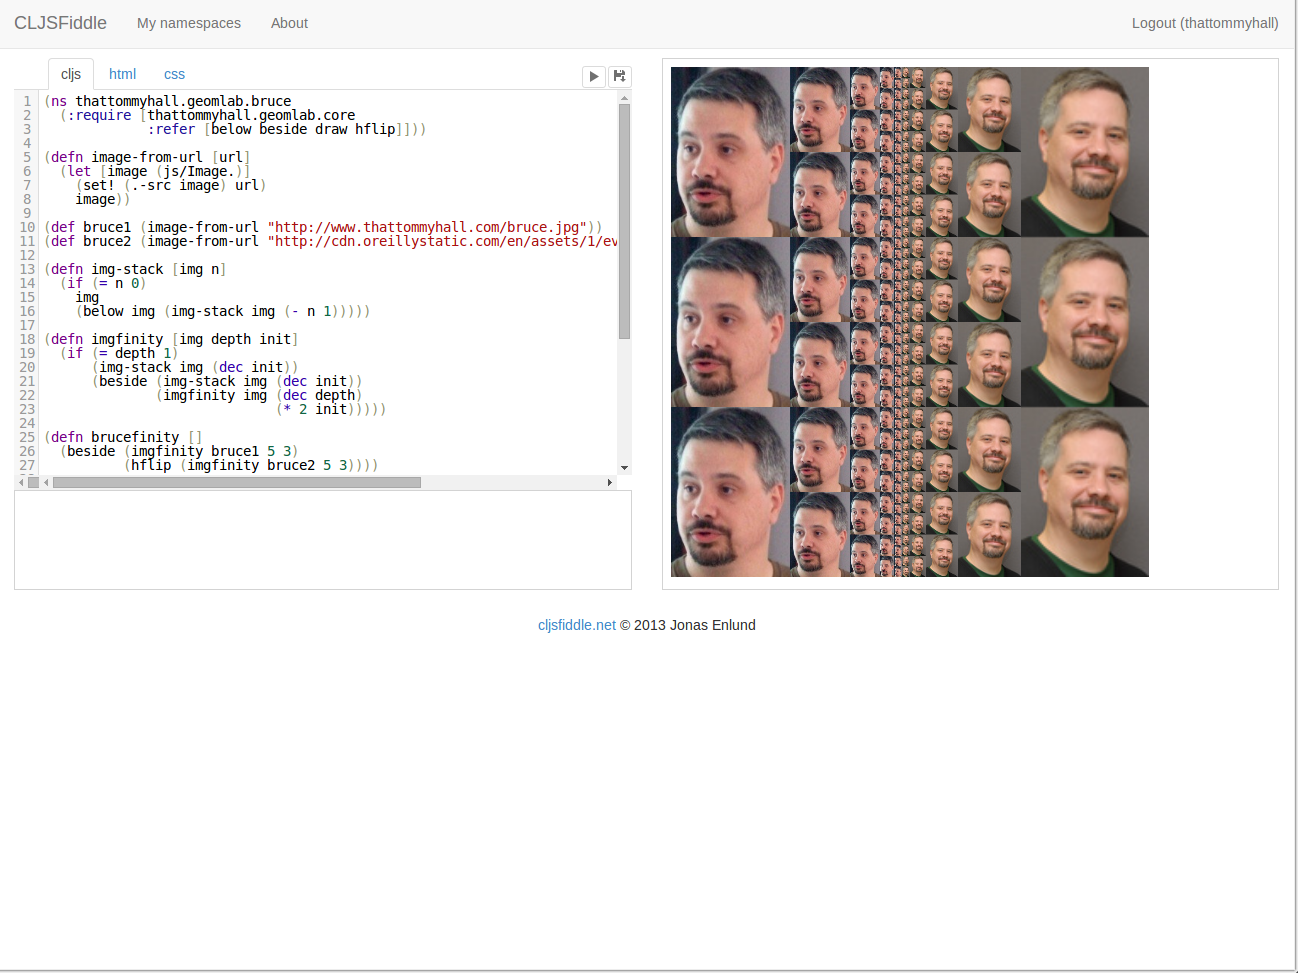 CLJSFiddle My namespaces About Logout (thattommyhall)
cljs html css
1 (ns thattommyhall.geomlab.bruce
2 (:require [thattommyhall.geomlab.core
3 :refer [below beside draw hflip]]))
4
5 (defn image-from-url [url]
6 (let [image (js/Image.)]
7 (set! (.-src image) url)
8 image))
9
10 (def bruce1 (image-from-url "http://www.thattommyhall.com/bruce.jpg"))
11 (def bruce2 (image-from-url "http://cdn.oreillystatic.com/en/assets/1/ev
12
13 (defn img-stack [img n]
14 (if (= n 0)
15 img
16 (below img (img-stack img (- n 1)))))
17
18 (defn imgfinity [img depth init]
19 (if (= depth 1)
20 (img-stack img (dec init))
21 (beside (img-stack img (dec init))
22 (imgfinity img (dec depth)
23 (* 2 init)))))
24
25 (defn brucefinity []
26 (beside (imgfinity bruce1 5 3)
27 (hflip (imgfinity bruce2 5 3))))
cljsfiddle.net © 2013 Jonas Enlund